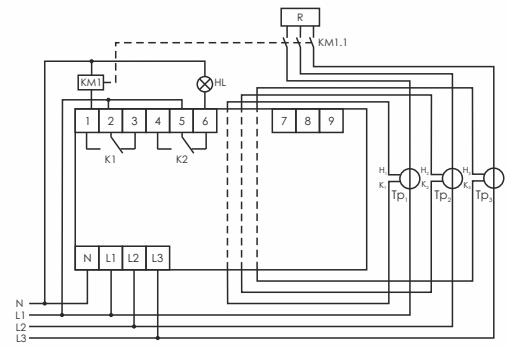 R
KM1.1
KM1
HL
1 2 3 4 5 6 7 8 9
K1 K2
H₁ H₂ H₃
K₁ K₂ K₃
Tp₁ Tp₂ Tp₃
N L1 L2 L3
N
L1
L2
L3